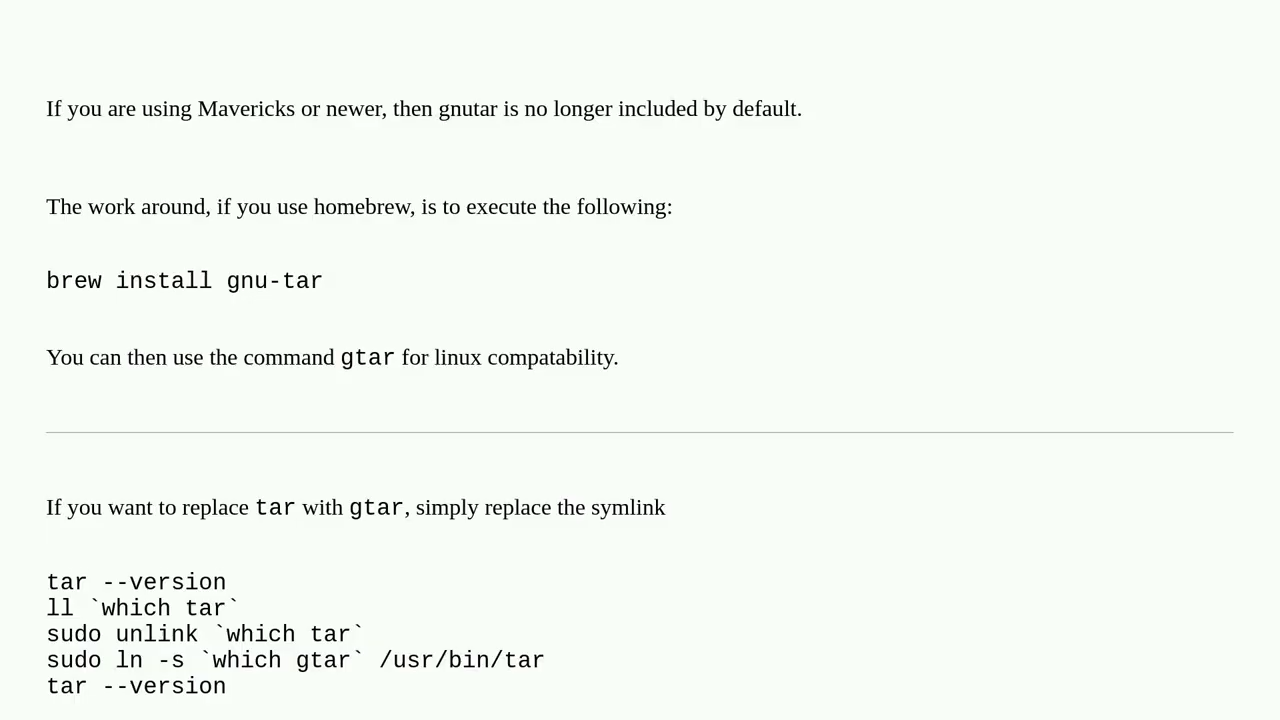 If you are using Mavericks or newer, then gnutar is no longer included by default.
The work around, if you use homebrew, is to execute the following:
brew install gnu-tar
You can then use the command gtar for linux compatability.
If you want to replace tar with gtar, simply replace the symlink
tar --version
ll `which tar`
sudo unlink `which tar`
sudo ln -s `which gtar` /usr/bin/tar
tar --version